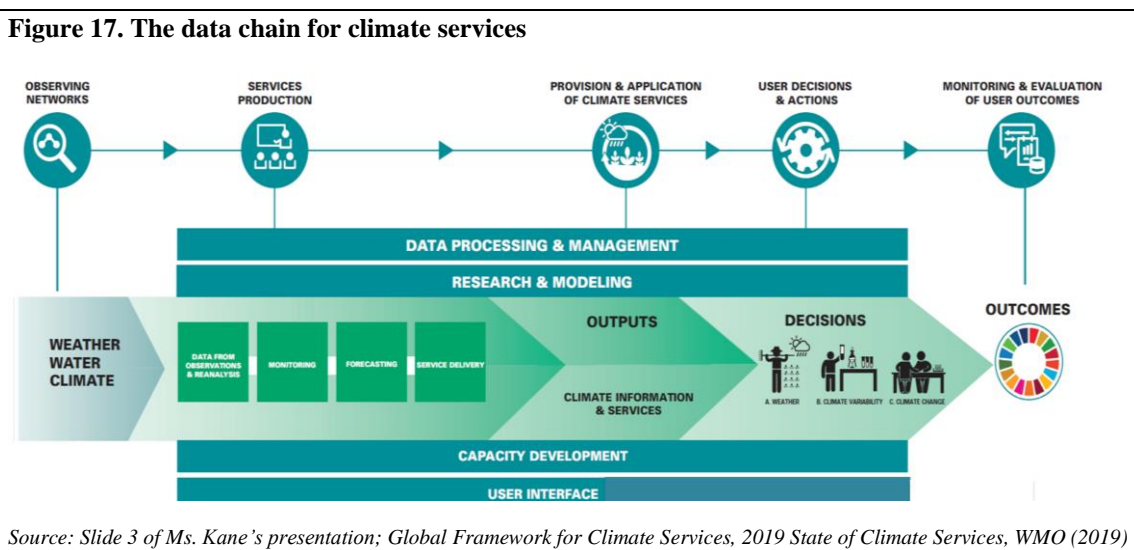 Figure 17. The data chain for climate services
OBSERVING
NETWORKS
SERVICES
PRODUCTION
PROVISION & APPLICATION
OF CLIMATE SERVICES
USER DECISIONS
& ACTIONS
MONITORING & EVALUATION
OF USER OUTCOMES
DATA PROCESSING & MANAGEMENT
RESEARCH & MODELING
WEATHER
WATER
CLIMATE
DATA FROM
OBSERVATIONS
& REANALYSIS
MONITORING
FORECASTING
SERVICE DELIVERY
OUTPUTS
CLIMATE INFORMATION
& SERVICES
DECISIONS
A. WEATHER
B. CLIMATE VARIABILITY
C. CLIMATE CHANGE
OUTCOMES
CAPACITY DEVELOPMENT
USER INTERFACE
Source: Slide 3 of Ms. Kane’s presentation; Global Framework for Climate Services, 2019 State of Climate Services, WMO (2019)